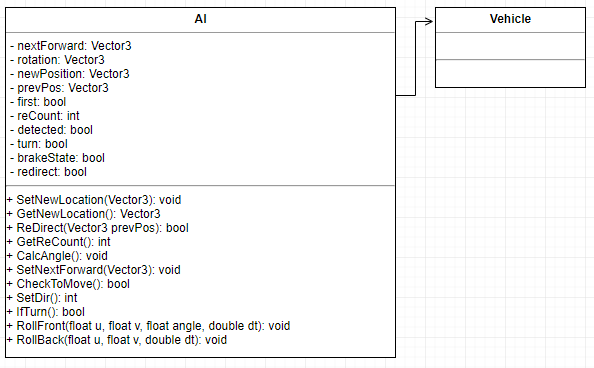 AI
- nextForward: Vector3
- rotation: Vector3
- newPosition: Vector3
- prevPos: Vector3
- first: bool
- reCount: int
- detected: bool
- turn: bool
- brakeState: bool
- redirect: bool
+ SetNewLocation(Vector3): void
+ GetNewLocation(): Vector3
+ ReDirect(Vector3 prevPos): bool
+ GetReCount(): int
+ CalcAngle(): void
+ SetNextForward(Vector3): void
+ CheckToMove(): bool
+ SetDir(): int
+ IfTurn(): bool
+ RollFront(float u, float v, float angle, double dt): void
+ RollBack(float u, float v, double dt): void
Vehicle